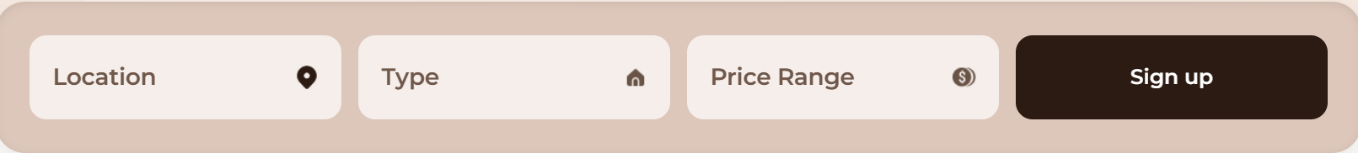 Location
Type
Price Range
Sign up